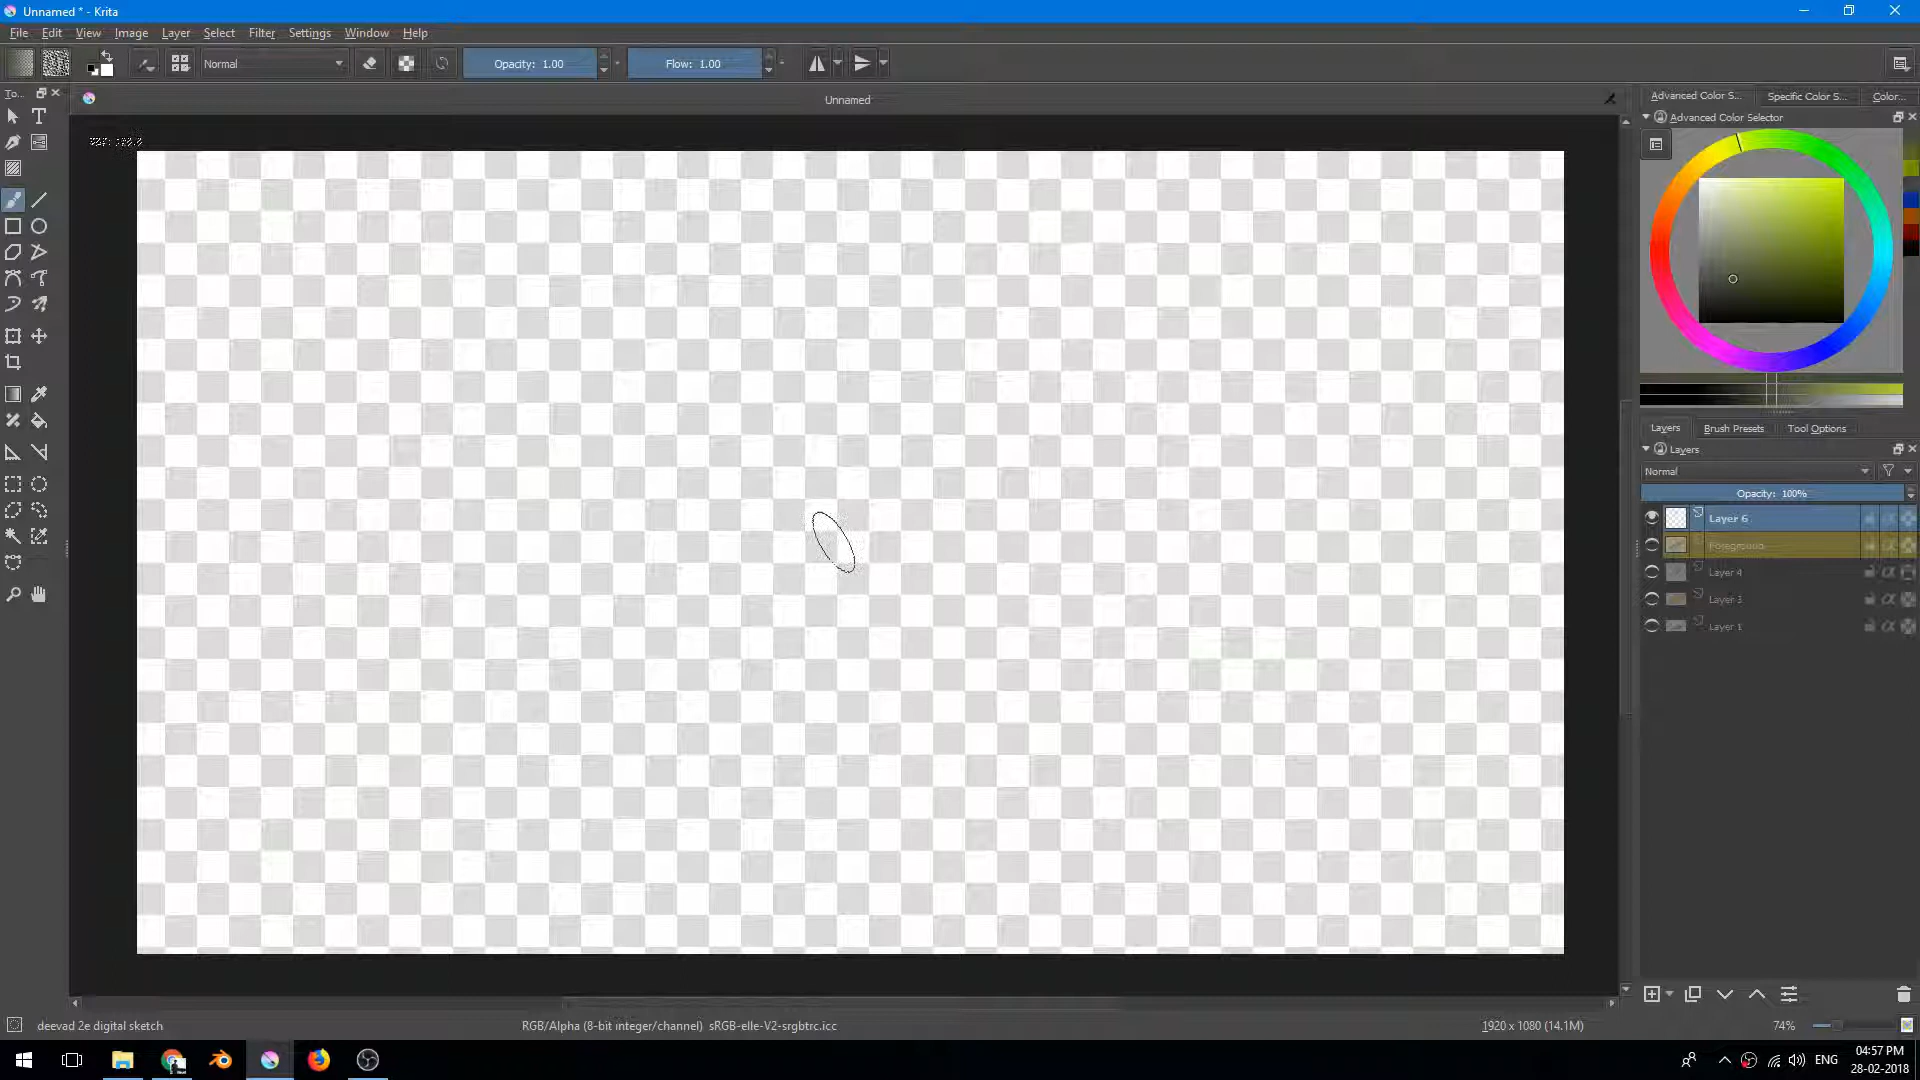 Unnamed * - Krita
File Edit View Image Layer Select Filter Settings Window Help
Normal Opacity: 1.00 Flow: 1.00
To...
Unnamed
Advanced Color S... Specific Color S... Color...
Advanced Color Selector
Layers Brush Presets Tool Options
Layers
Normal
Opacity: 100%
Layer 6
Foreground
Layer 4
Layer 3
Layer 1
deevad 2e digital sketch
RGB/Alpha (8-bit integer/channel) sRGB-elle-V2-srgbtrc.icc
1920 x 1080 (14.1M)
74%
ENG
04:57 PM
28-02-2018